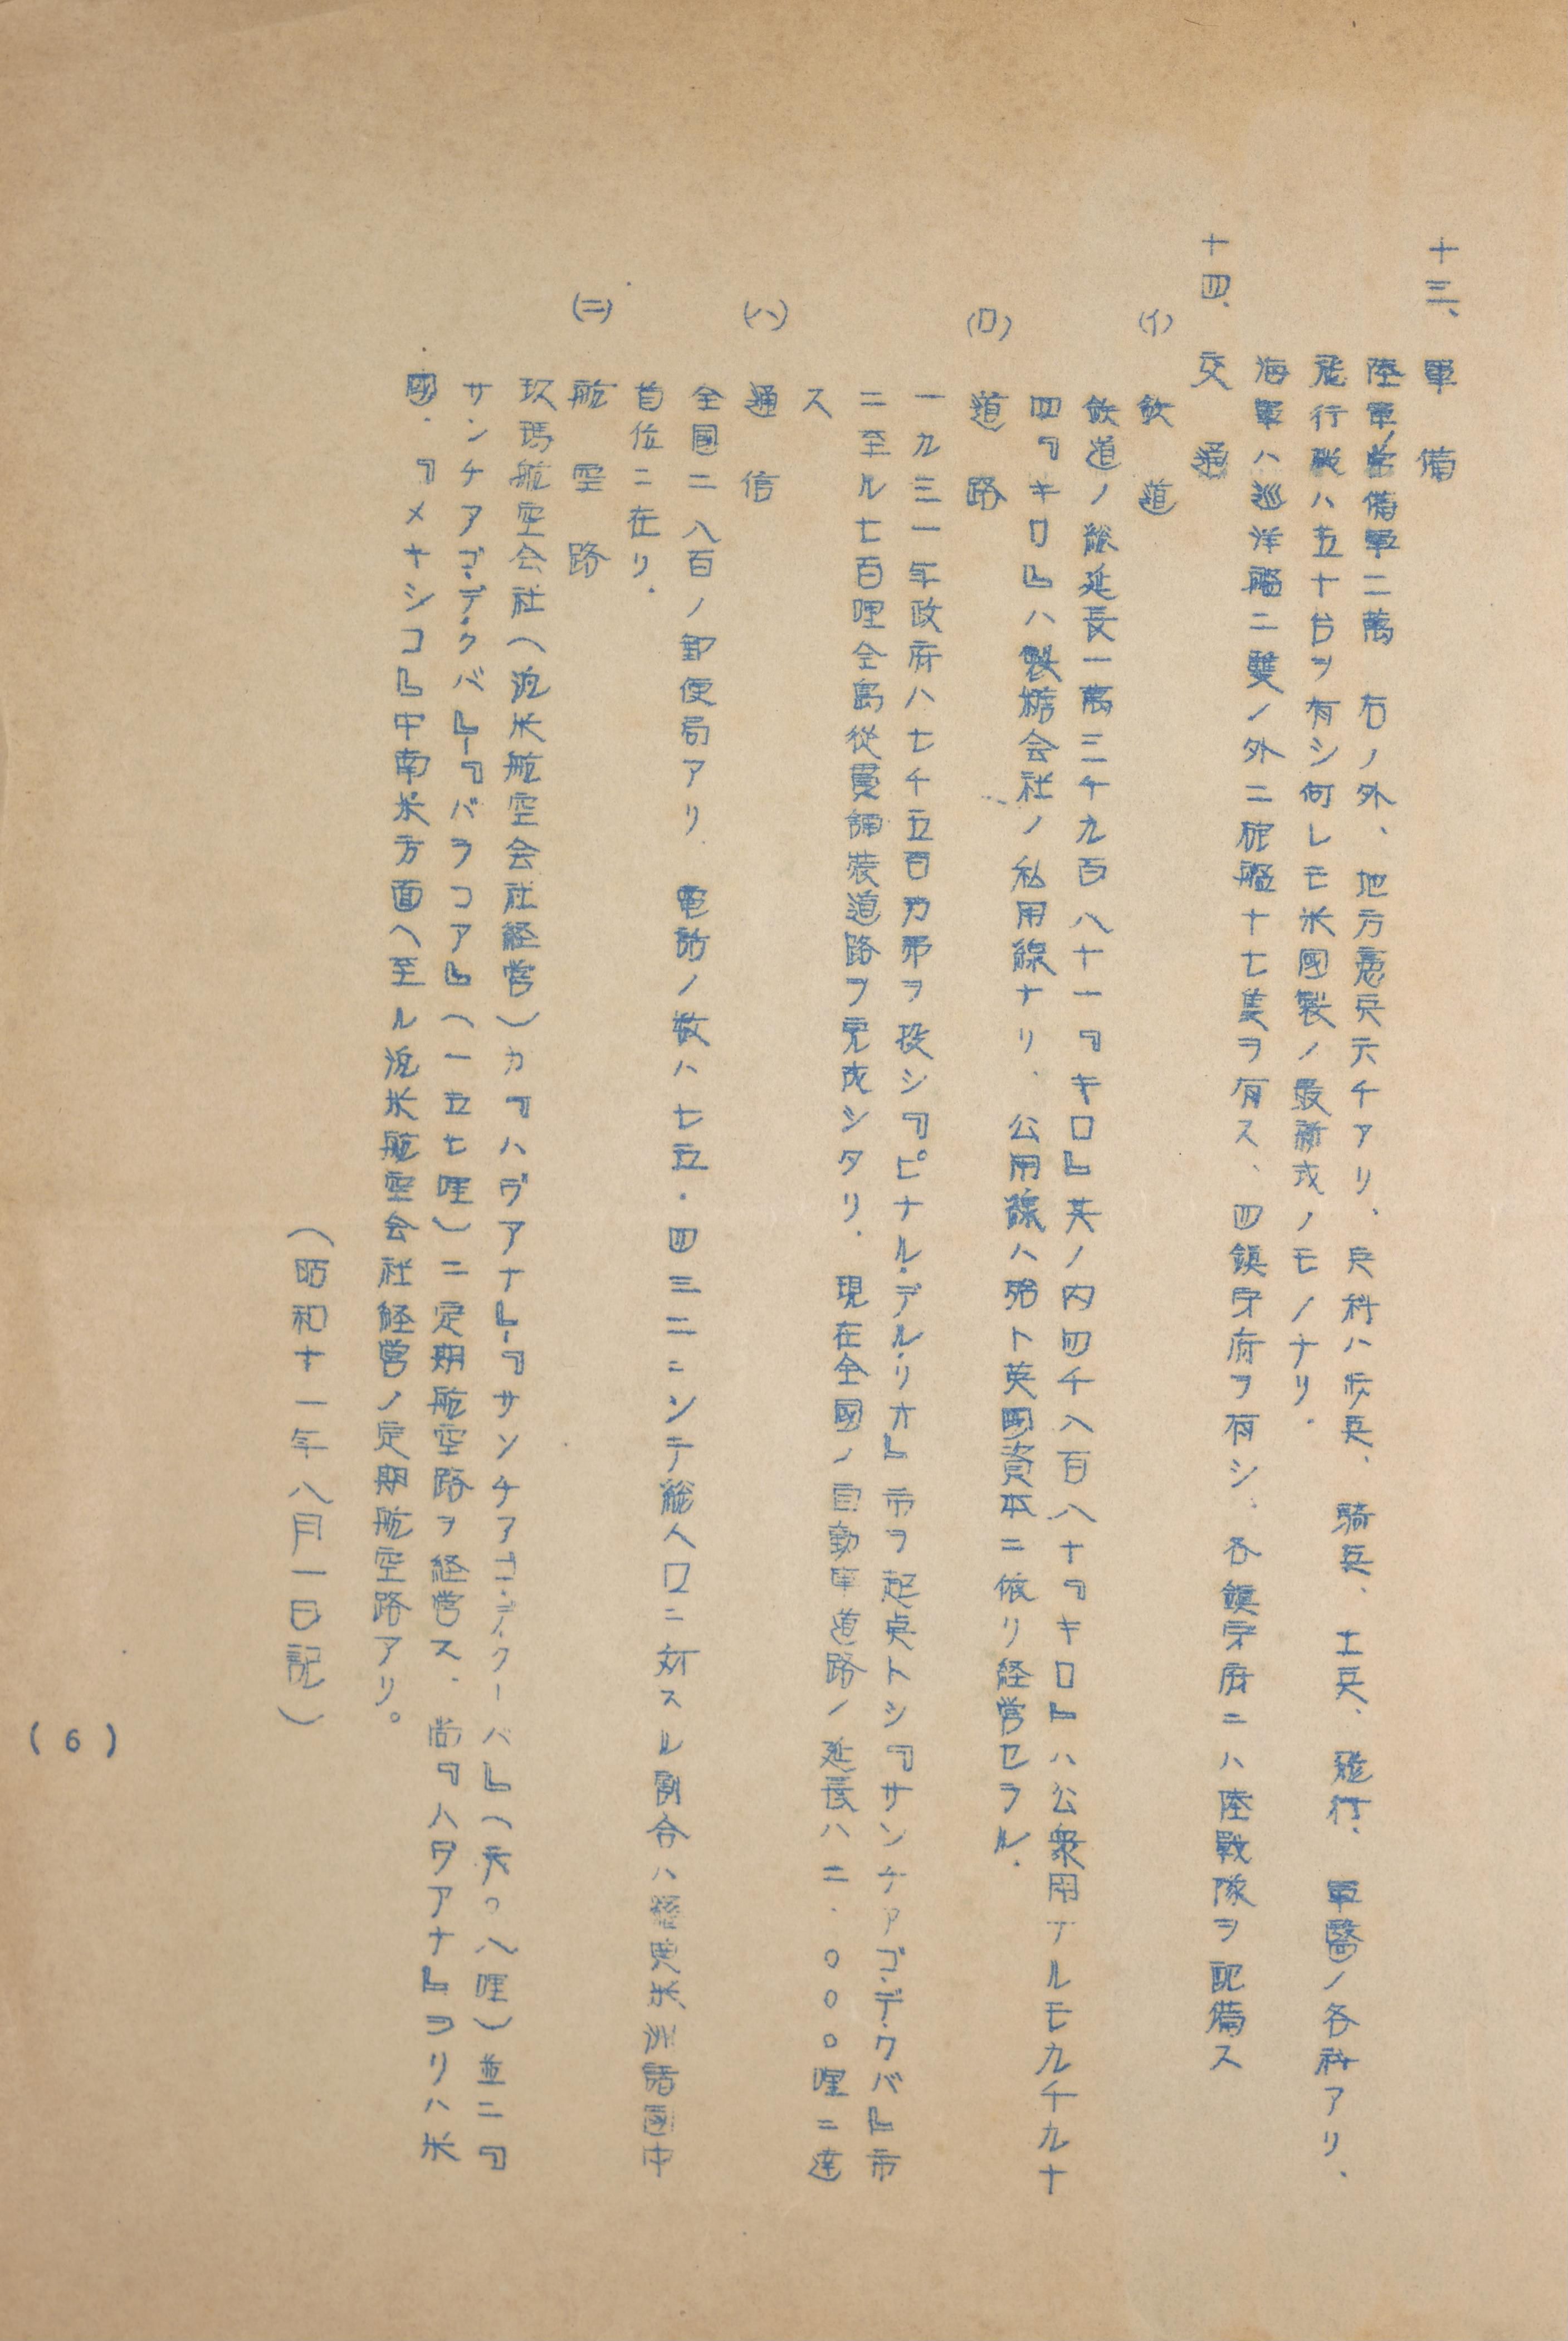 十三、軍備
陸軍常備軍二萬　右ノ外、地方憲兵六千アリ、兵科ハ歩兵、騎兵、工兵、飛行、軍醫ノ各科アリ、
飛行機ハ五十台ヲ有シ何レモ米國製ノ最新式ノモノナリ.
海軍ハ巡洋艦二隻ノ外ニ砲艦十七隻ヲ有ス、四鎮守府ヲ有シ、各鎮守府ニハ陸戰隊ヲ配備ス
十四、交通
(イ)鉄道
鉄道ノ総延長一萬三千九百八十一『キロ』其ノ内四千八百八十『キロ』ハ公衆用ナルモ九千九十
四『キロ』ハ製糖会社ノ私用線ナリ、公用線ハ殆ト英國資本ニ依リ経営セラル.
(ロ)道路
一九三一年政府ハ七千五百万弗ヲ投シ『ピナル・デル・リオ』市ヲ起点トシ『サンチアゴ・デ・クバ』市
ニ至ル七百哩全島従貫舗装道路ヲ完成シタリ.現在全國ノ自動車道路ノ延長ハ二.〇〇〇哩ニ達
ス
(ハ)通信
全國ニ八百ノ郵便局アリ.電話ノ数ハ七五.四三二ニシテ総人口ニ対スル割合ハ米洲諸国中
首位ニ在リ.
(ニ)航空路
玖瑪航空会社(汎米航空会社経営)カ『ハヴアナ』-『サンチアゴ・デ・クーバ』(六〇八哩)並ニ『
サンチアゴ・デ・クバ』-『バラコア』(一五七哩)ニ定期航空路ヲ経営ス.尚『ハヴアナ』ヨリハ米
國.『メキシコ』中南米方面ヘ至ル汎米航空会社経営ノ定期航空路アリ。
(昭和十一年八月一日記)
(6)